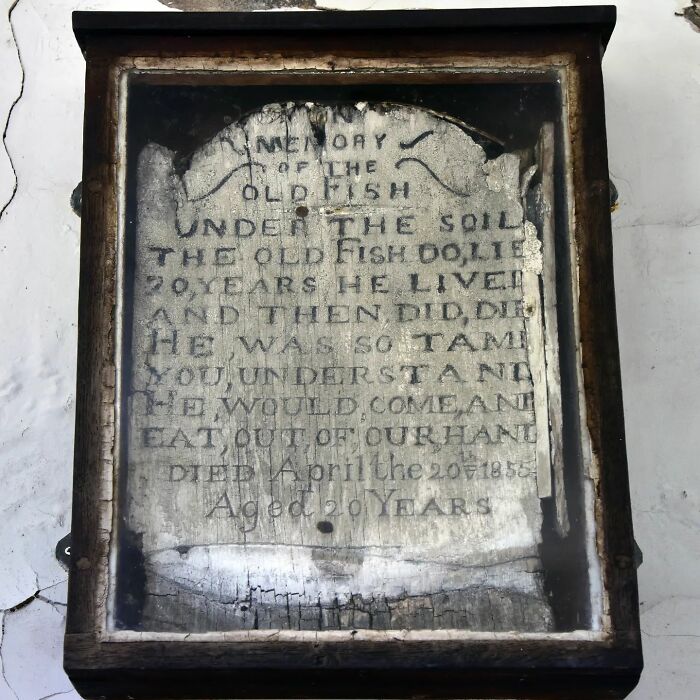 IN
MEMORY
OF THE
OLD FISH
UNDER THE SOIL
THE OLD FISH DO, LIE
20, YEARS HE LIVED
AND THEN, DID, DIE
HE, WAS SO TAME
YOU, UNDERSTAND
HE, WOULD, COME, AND
EAT, OUT, OF, OUR, HAND
DIED April the 20th 1855
Aged 20 YEARS